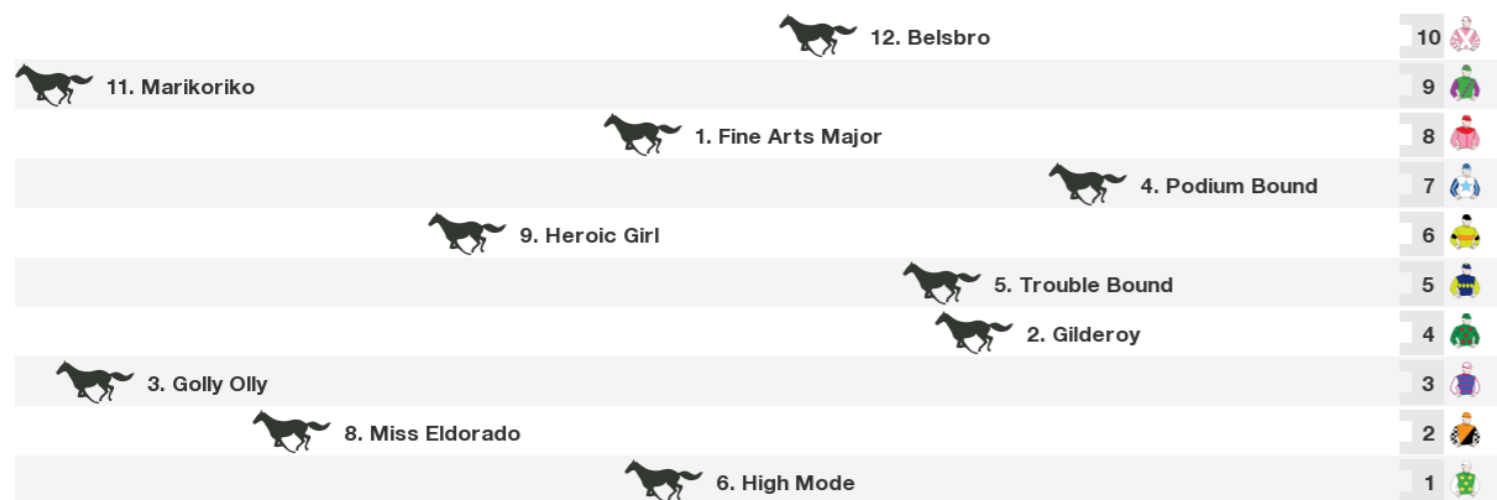 12. Belsbro 10
11. Marikoriko 9
1. Fine Arts Major 8
4. Podium Bound 7
9. Heroic Girl 6
5. Trouble Bound 5
2. Gilderoy 4
3. Golly Olly 3
8. Miss Eldorado 2
6. High Mode 1